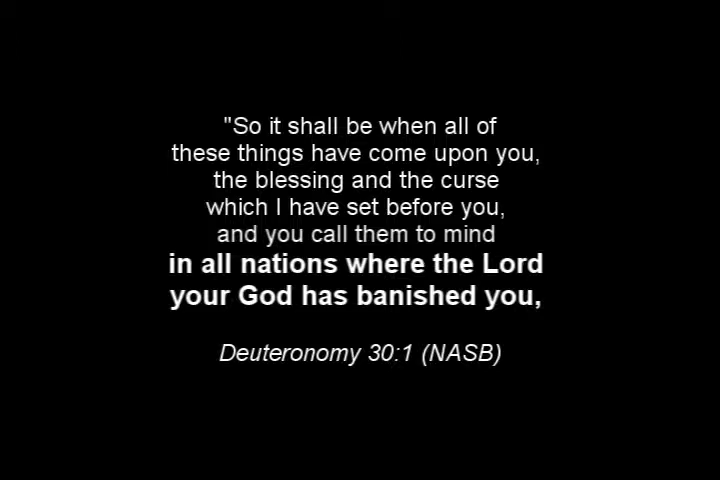 "So it shall be when all of
these things have come upon you,
the blessing and the curse
which I have set before you,
and you call them to mind
in all nations where the Lord
your God has banished you,
Deuteronomy 30:1 (NASB)